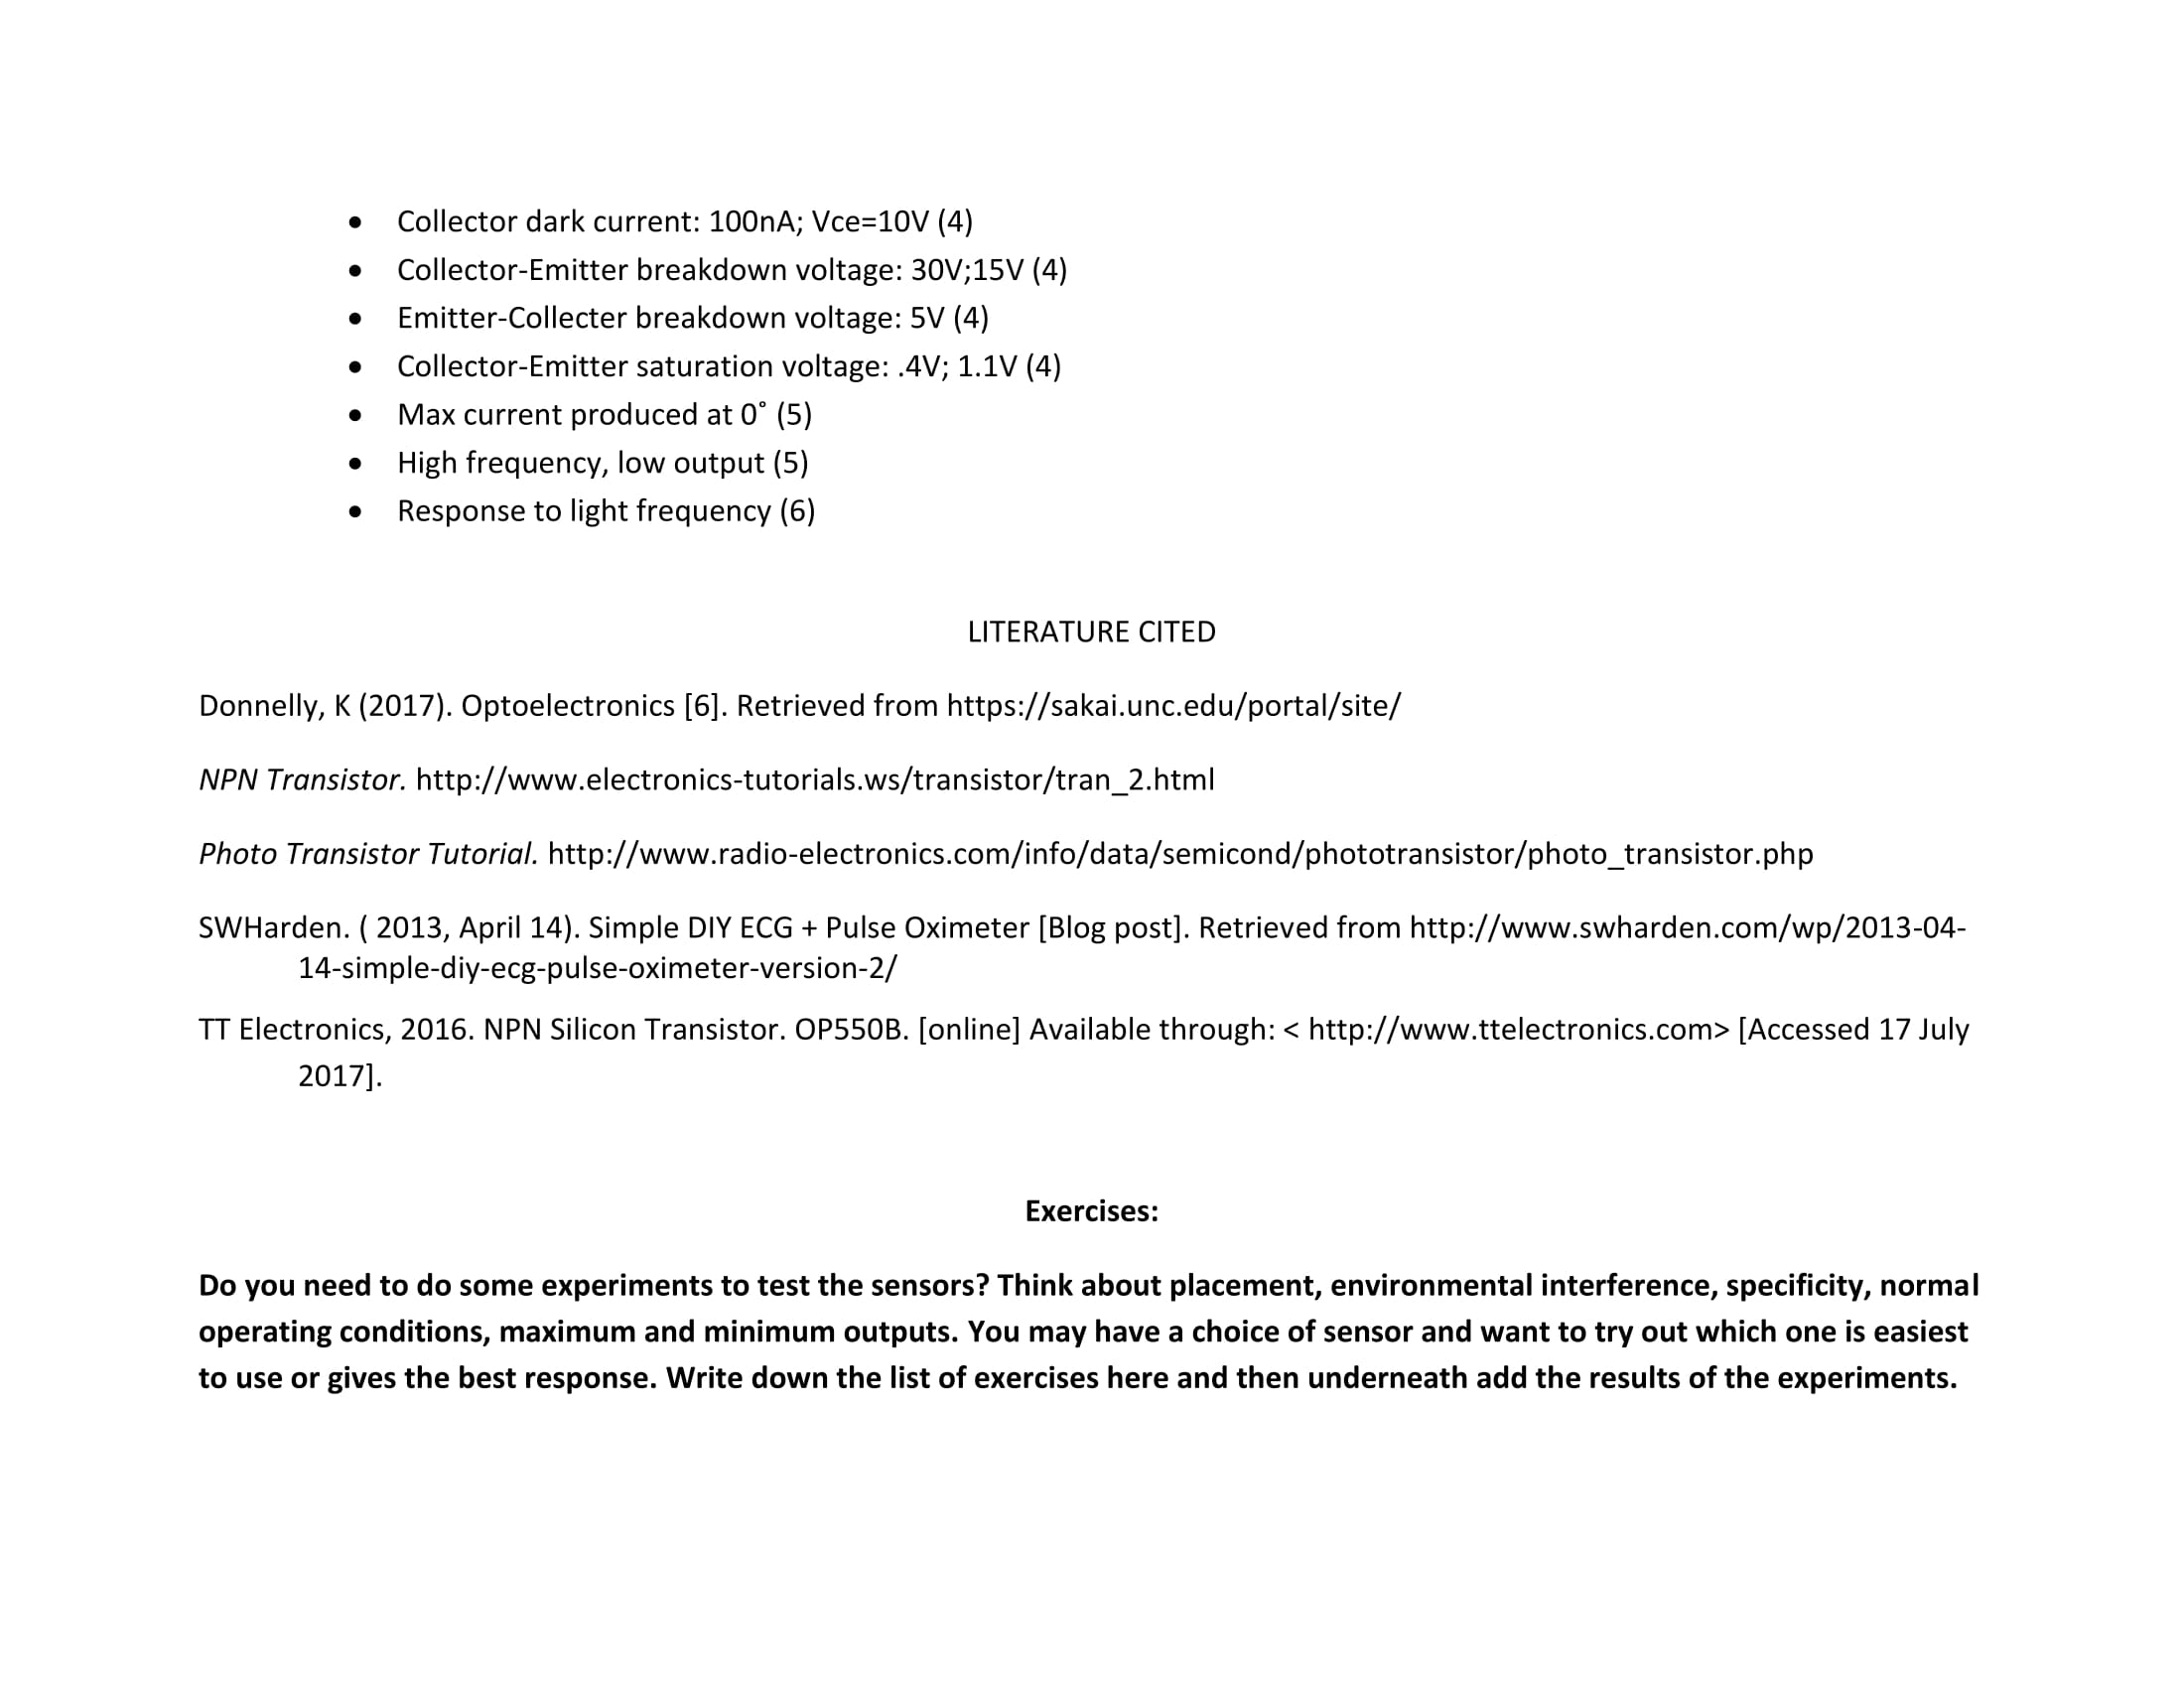 • Collector dark current: 100nA; Vce=10V (4)
• Collector-Emitter breakdown voltage: 30V;15V (4)
• Emitter-Collecter breakdown voltage: 5V (4)
• Collector-Emitter saturation voltage: .4V; 1.1V (4)
• Max current produced at 0˚ (5)
• High frequency, low output (5)
• Response to light frequency (6)
LITERATURE CITED
Donnelly, K (2017). Optoelectronics [6]. Retrieved from https://sakai.unc.edu/portal/site/
NPN Transistor. http://www.electronics-tutorials.ws/transistor/tran_2.html
Photo Transistor Tutorial. http://www.radio-electronics.com/info/data/semicond/phototransistor/photo_transistor.php
SWHarden. ( 2013, April 14). Simple DIY ECG + Pulse Oximeter [Blog post]. Retrieved from http://www.swharden.com/wp/2013-04-
14-simple-diy-ecg-pulse-oximeter-version-2/
TT Electronics, 2016. NPN Silicon Transistor. OP550B. [online] Available through: < http://www.ttelectronics.com> [Accessed 17 July
2017].
Exercises:
Do you need to do some experiments to test the sensors? Think about placement, environmental interference, specificity, normal
operating conditions, maximum and minimum outputs. You may have a choice of sensor and want to try out which one is easiest
to use or gives the best response. Write down the list of exercises here and then underneath add the results of the experiments.